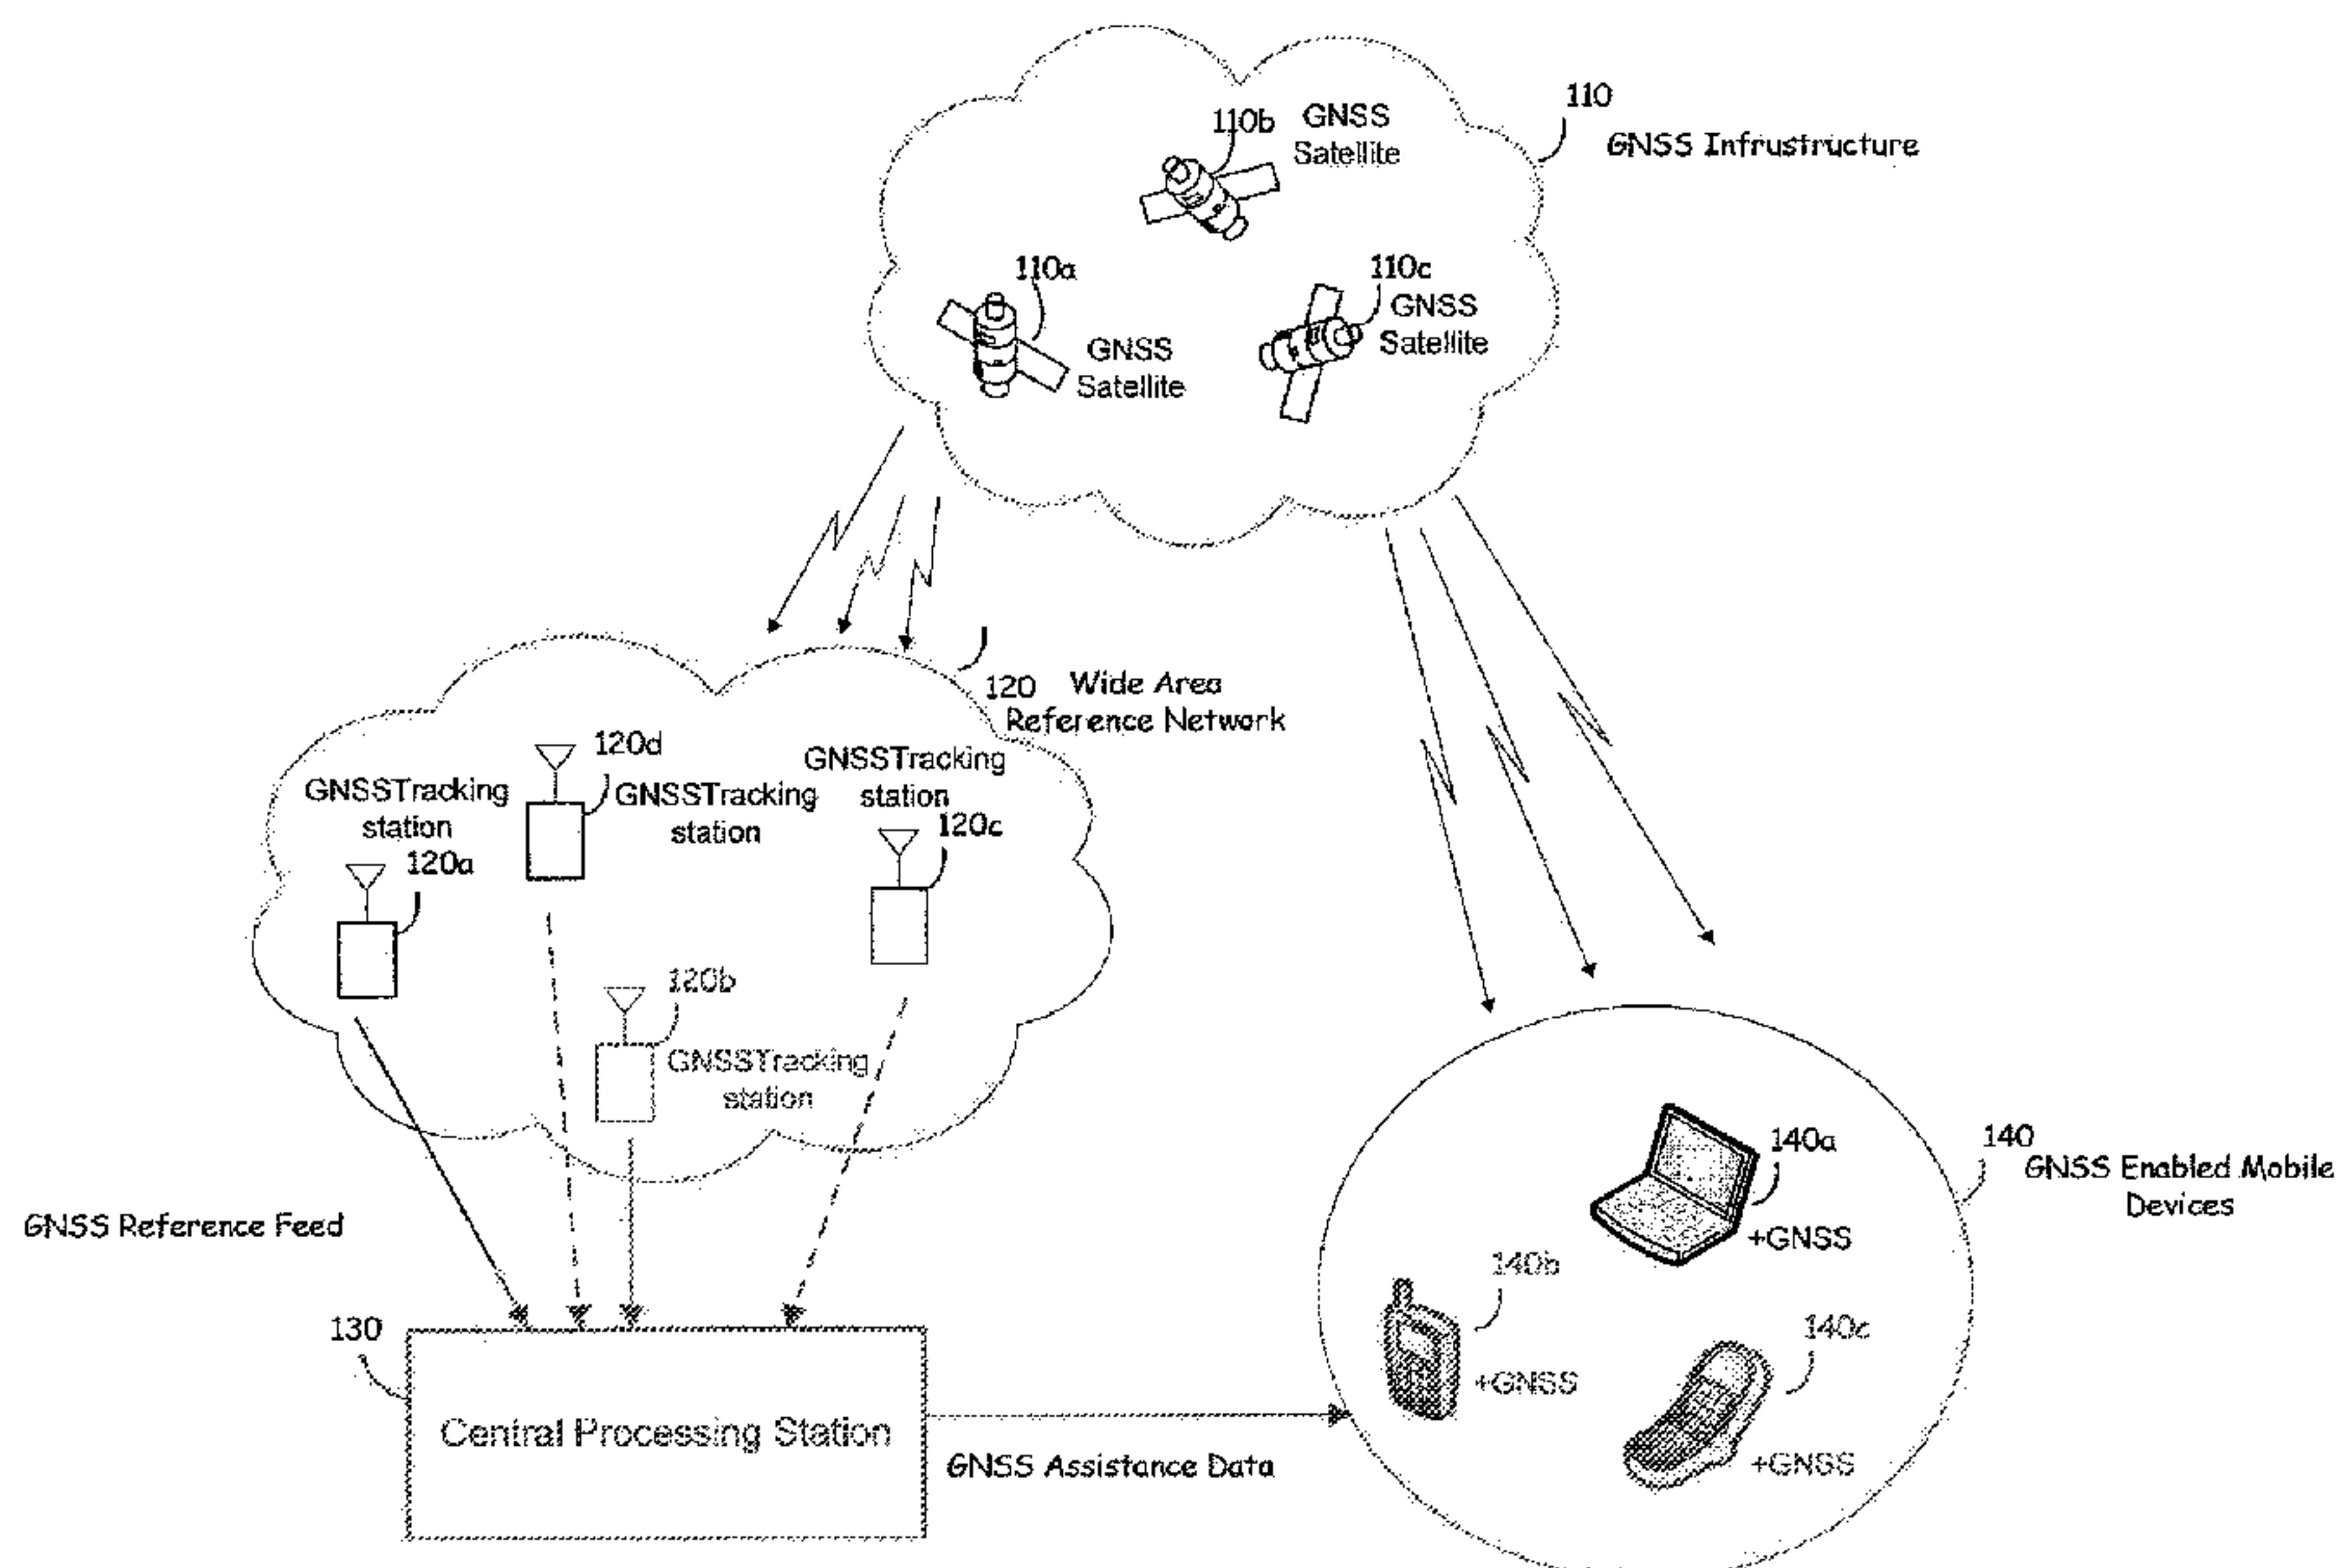 110
GNSS Infrustructure
110b
GNSS
Satellite
110a
GNSS
Satellite
110c
GNSS
Satellite
120 Wide Area
Reference Network
120d
GNSSTracking
station
GNSSTracking
station
120c
GNSSTracking
station
120a
120b
GNSSTracking
station
GNSS Reference Feed
130
Central Processing Station
GNSS Assistance Data
140
GNSS Enabled Mobile
Devices
140a
+GNSS
140b
+GNSS
140c
+GNSS